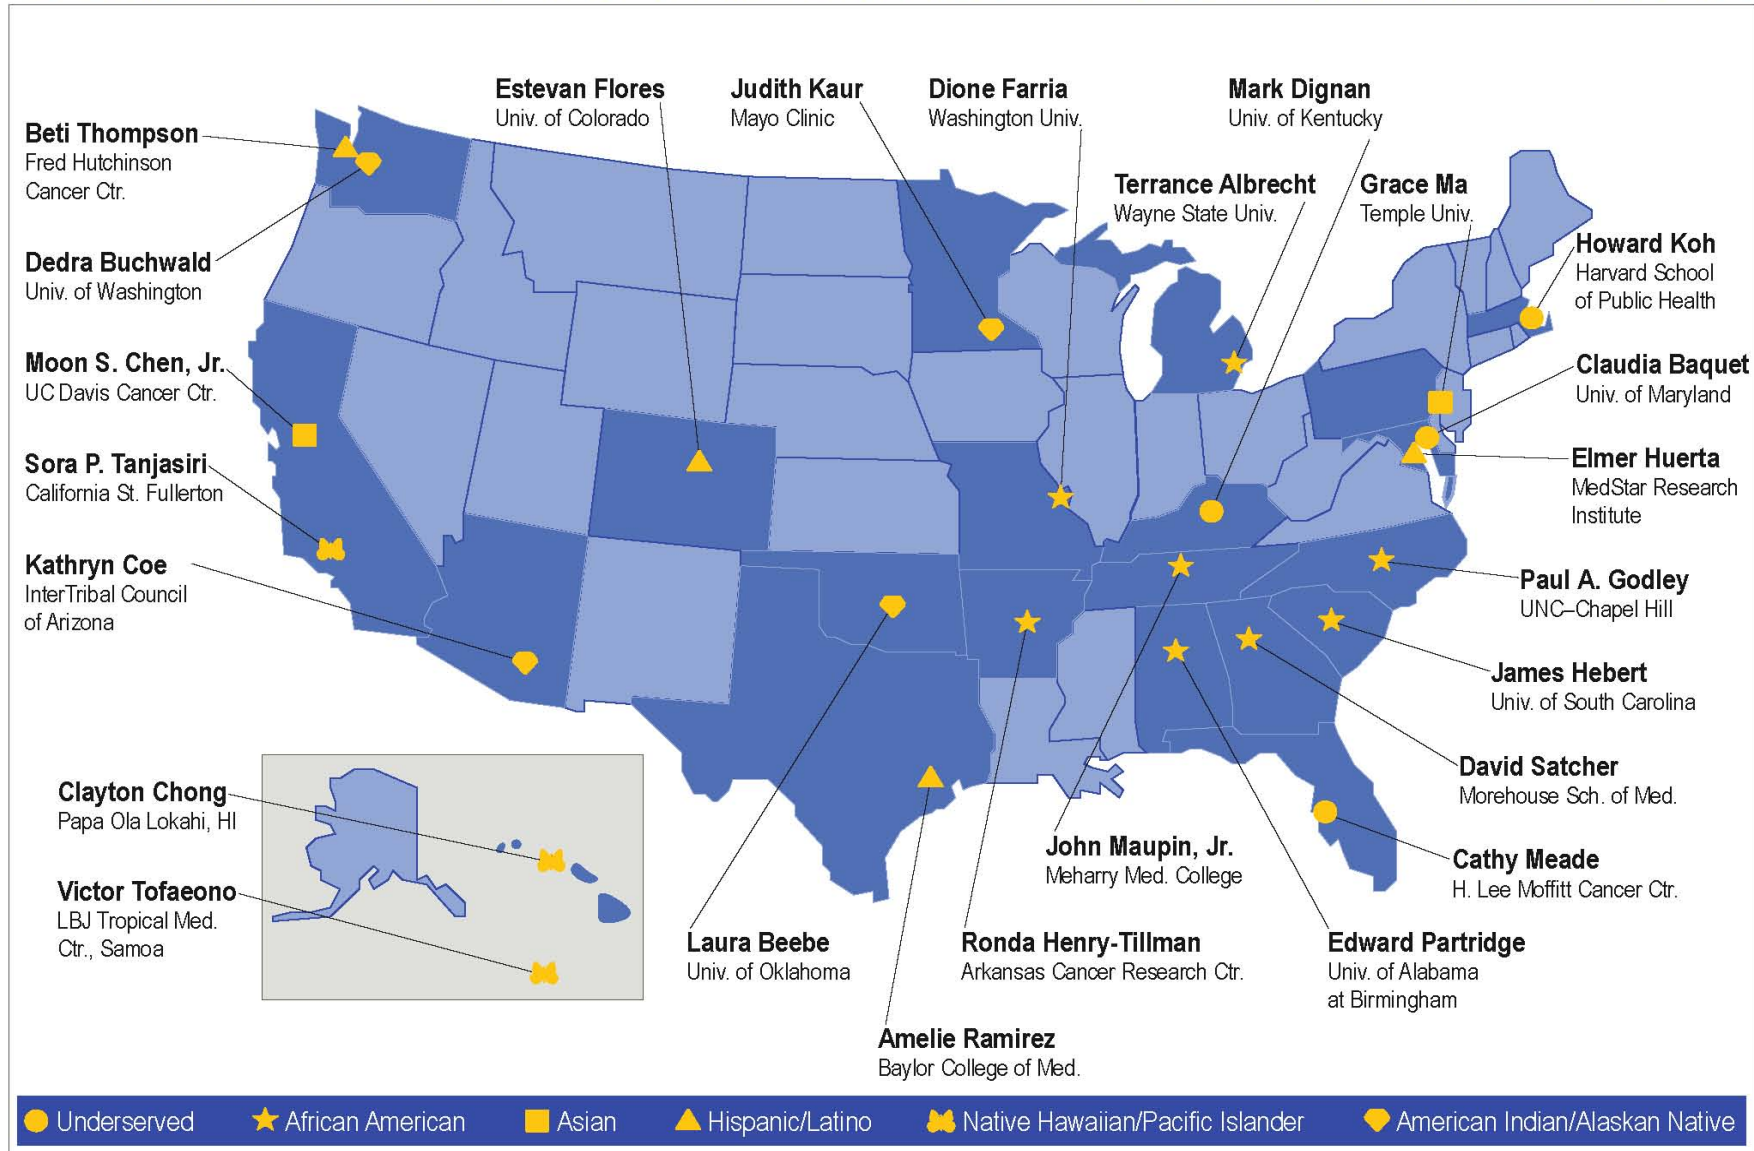 Estevan Flores
Univ. of Colorado
Judith Kaur
Mayo Clinic
Dione Farria
Washington Univ.
Mark Dignan
Univ. of Kentucky
Beti Thompson
Fred Hutchinson
Cancer Ctr.
Terrance Albrecht
Wayne State Univ.
Grace Ma
Temple Univ.
Howard Koh
Harvard School
of Public Health
Dedra Buchwald
Univ. of Washington
Moon S. Chen, Jr.
UC Davis Cancer Ctr.
Claudia Baquet
Univ. of Maryland
Sora P. Tanjasiri
California St. Fullerton
Elmer Huerta
MedStar Research
Institute
Kathryn Coe
InterTribal Council
of Arizona
Paul A. Godley
UNC–Chapel Hill
James Hebert
Univ. of South Carolina
David Satcher
Morehouse Sch. of Med.
Clayton Chong
Papa Ola Lokahi, HI
John Maupin, Jr.
Meharry Med. College
Cathy Meade
H. Lee Moffitt Cancer Ctr.
Victor Tofaeono
LBJ Tropical Med.
Ctr., Samoa
Laura Beebe
Univ. of Oklahoma
Ronda Henry-Tillman
Arkansas Cancer Research Ctr.
Edward Partridge
Univ. of Alabama
at Birmingham
Amelie Ramirez
Baylor College of Med.
Underserved
African American
Asian
Hispanic/Latino
Native Hawaiian/Pacific Islander
American Indian/Alaskan Native